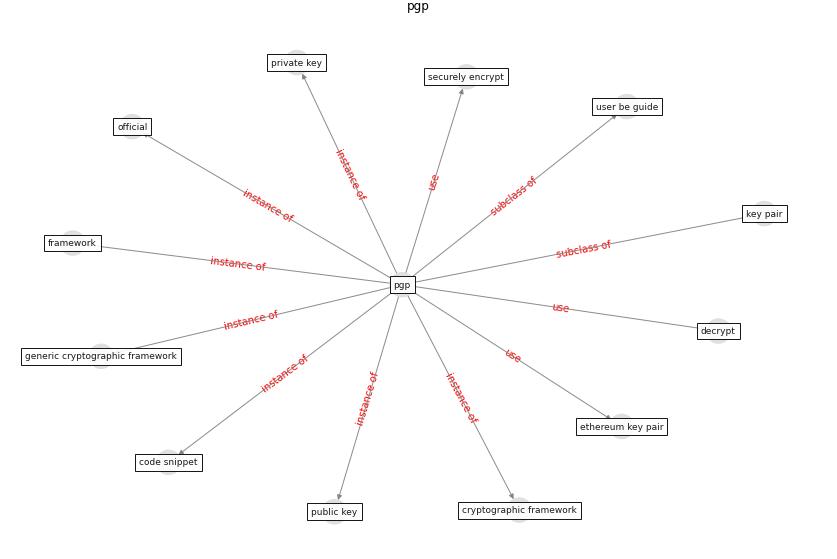 pgp
private key
securely encrypt
user be guide
official
instance of
use
subclass of
instance of
key pair
framework
instance of
subclass of
pgp
use
decrypt
generic cryptographic framework
instance of
instance of
use
instance of
instance of
ethereum key pair
code snippet
public key
cryptographic framework